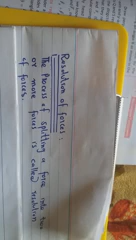 Resolution of forces :
The Process of splitting a force into two
or more forces is called resolution
of forces.